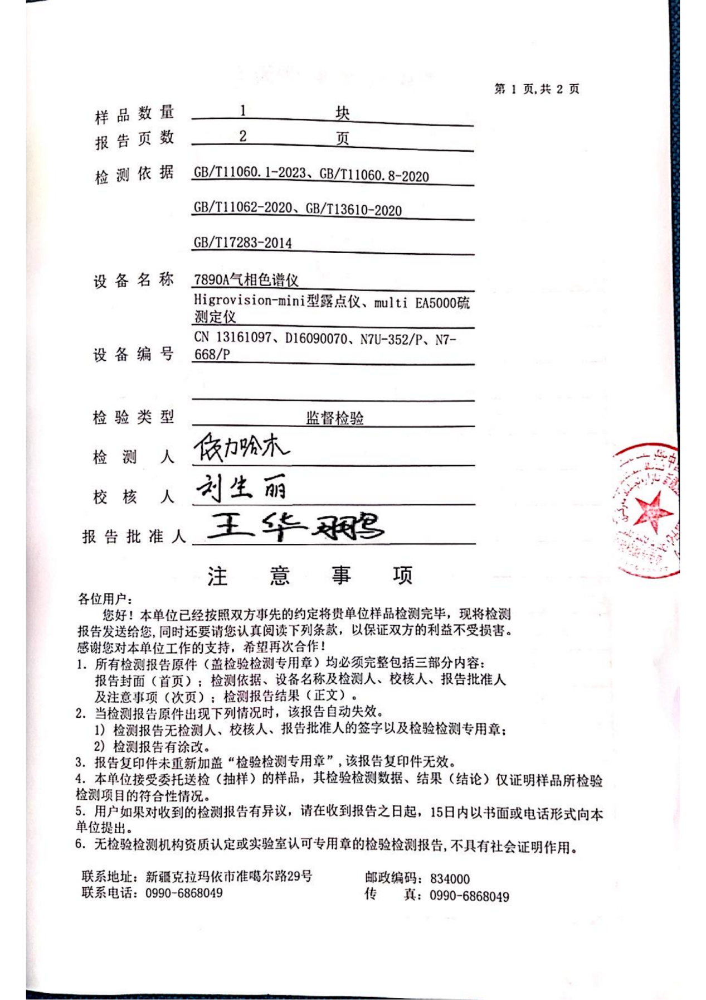 第 1 页,共 2 页
样品数量 1 块
报告页数 2 页
检测依据 GB/T11060.1-2023、GB/T11060.8-2020
GB/T11062-2020、GB/T13610-2020
GB/T17283-2014
设备名称 7890A气相色谱仪
Higrovision-mini型露点仪、multi EA5000硫
测定仪
CN 13161097、D16090070、N7U-352/P、N7-
设备编号 668/P
检验类型 监督检验
检测人 依力哈木
校核人 刘生丽
报告批准人 王华鹏
注意事项
各位用户：
您好！本单位已经按照双方事先的约定将贵单位样品检测完毕，现将检测
报告发送给您,同时还要请您认真阅读下列条款，以保证双方的利益不受损害。
感谢您对本单位工作的支持，希望再次合作！
1．所有检测报告原件（盖检验检测专用章）均必须完整包括三部分内容：
报告封面（首页）；检测依据、设备名称及检测人、校核人、报告批准人
及注意事项（次页）；检测报告结果（正文）。
2．当检测报告原件出现下列情况时，该报告自动失效。
1）检测报告无检测人、校核人、报告批准人的签字以及检验检测专用章；
2）检测报告有涂改。
3．报告复印件未重新加盖“检验检测专用章”,该报告复印件无效。
4．本单位接受委托送检（抽样）的样品，其检验检测数据、结果（结论）仅证明样品所检验
检测项目的符合性情况。
5．用户如果对收到的检测报告有异议，请在收到报告之日起，15日内以书面或电话形式向本
单位提出。
6．无检验检测机构资质认定或实验室认可专用章的检验检测报告,不具有社会证明作用。
联系地址：新疆克拉玛依市准噶尔路29号 邮政编码：834000
联系电话：0990-6868049 传 真：0990-6868049